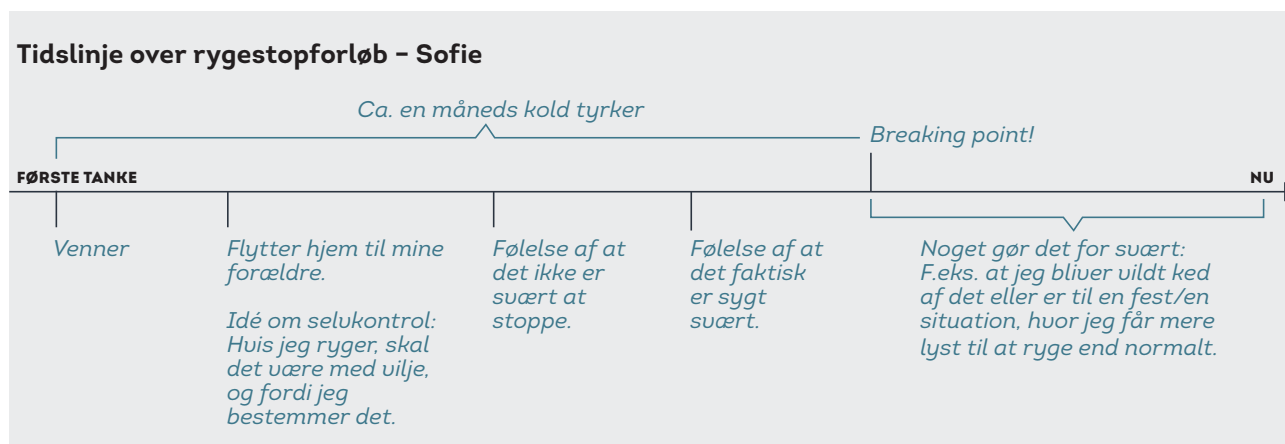 Tidslinje over rygestopforløb – Sofie
Ca. en måneds kold tyrker
Breaking point!
FØRSTE TANKE
NU
Venner
Flytter hjem til mine
forældre.
Idé om selvkontrol:
Hvis jeg ryger, skal
det være med vilje,
og fordi jeg
bestemmer det.
Følelse af at
det ikke er
svært at
stoppe.
Følelse af at
det faktisk
er sygt
svært.
Noget gør det for svært:
F.eks. at jeg bliver vildt ked
af det eller er til en fest/en
situation, hvor jeg får mere
lyst til at ryge end normalt.